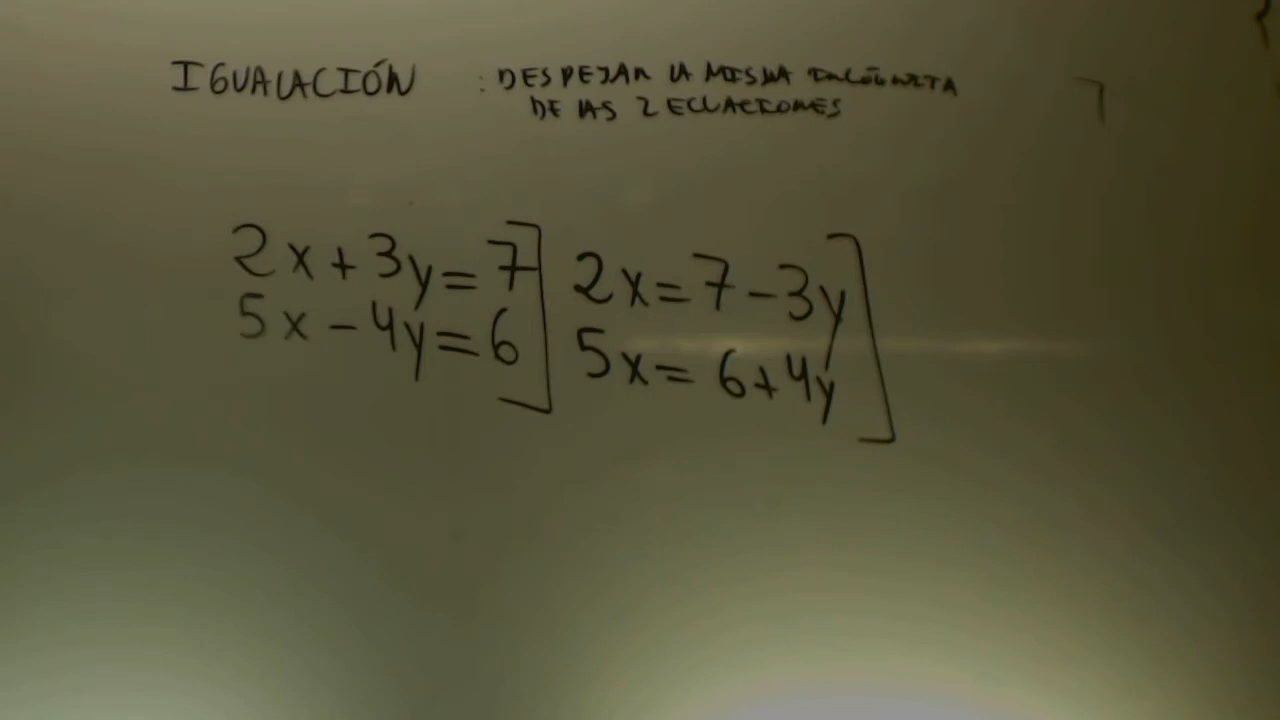 IGUALACIÓN : DESPEJAR LA MISMA INCÓGNITA
DE LAS 2 ECUACIONES
2x+3y=7
5x-4y=6
2x=7-3y
5x=6+4y